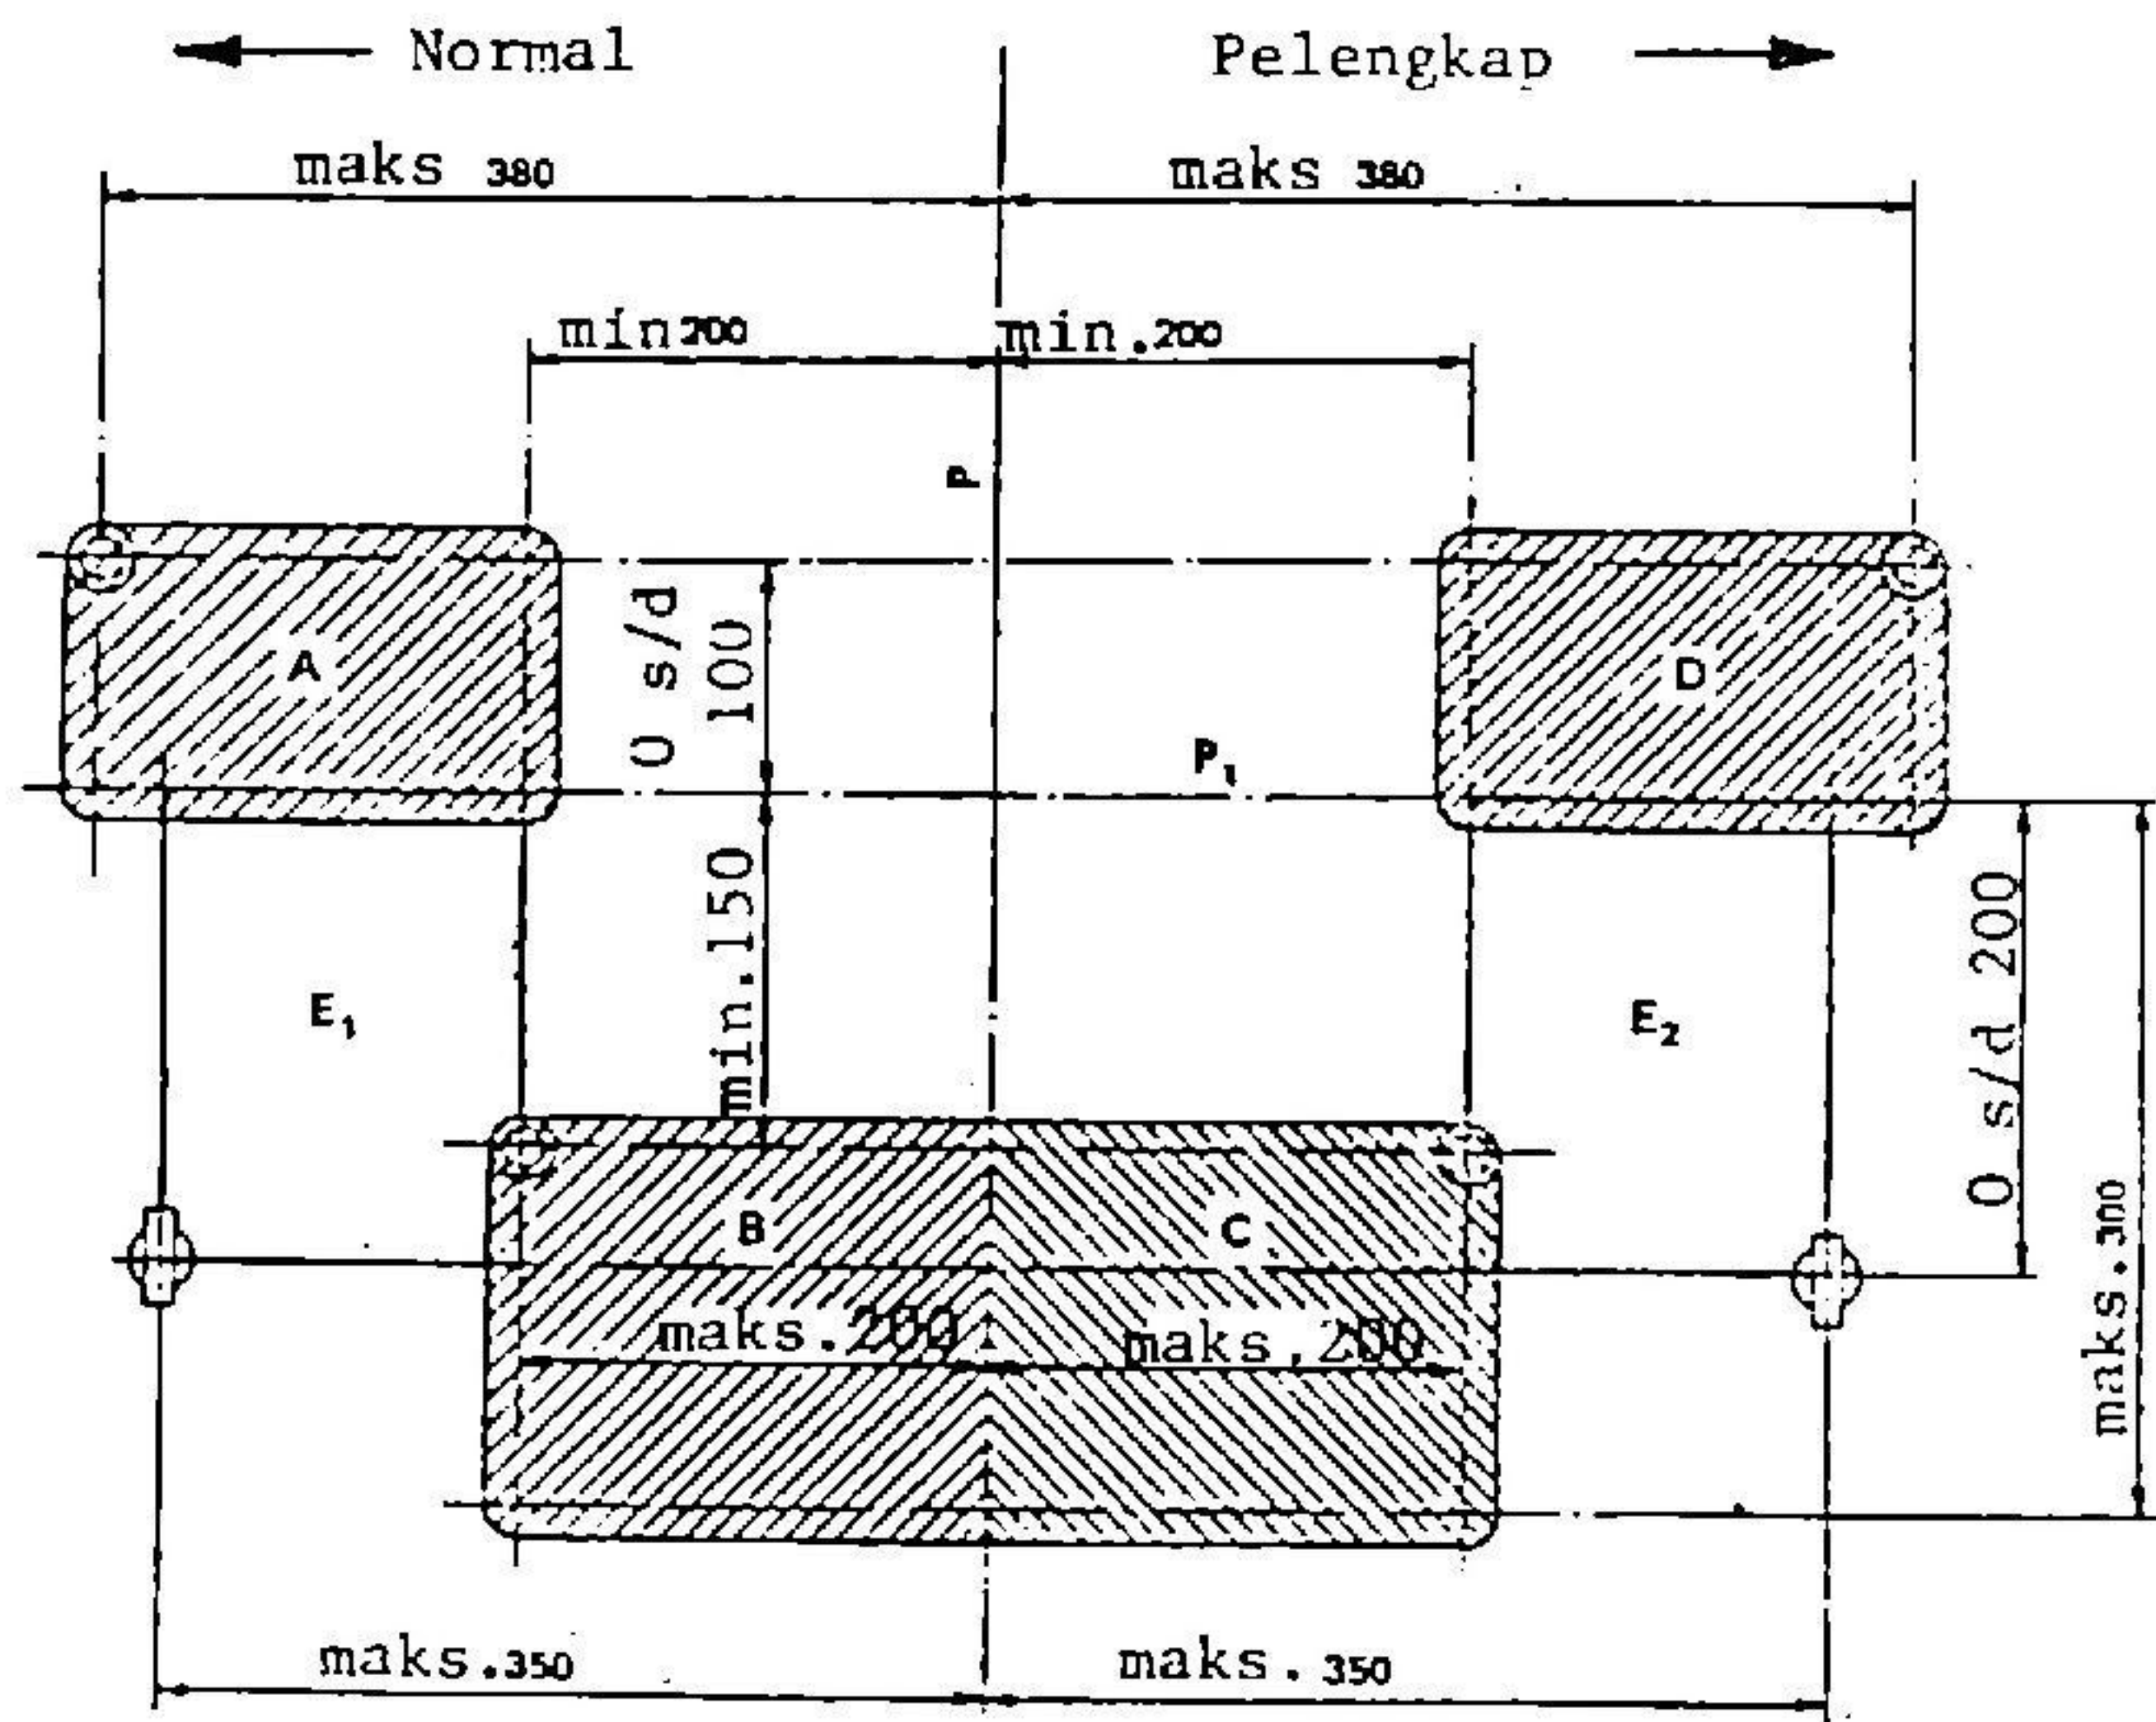 Normal
Pelengkap
maks 380
maks 380
min 200
min.200
P
A
0 s/d
100
D
P₁
min.150
E₁
E₂
0 s/d 200
B
C
maks.200
maks.200
maks.300
maks.350
maks.350